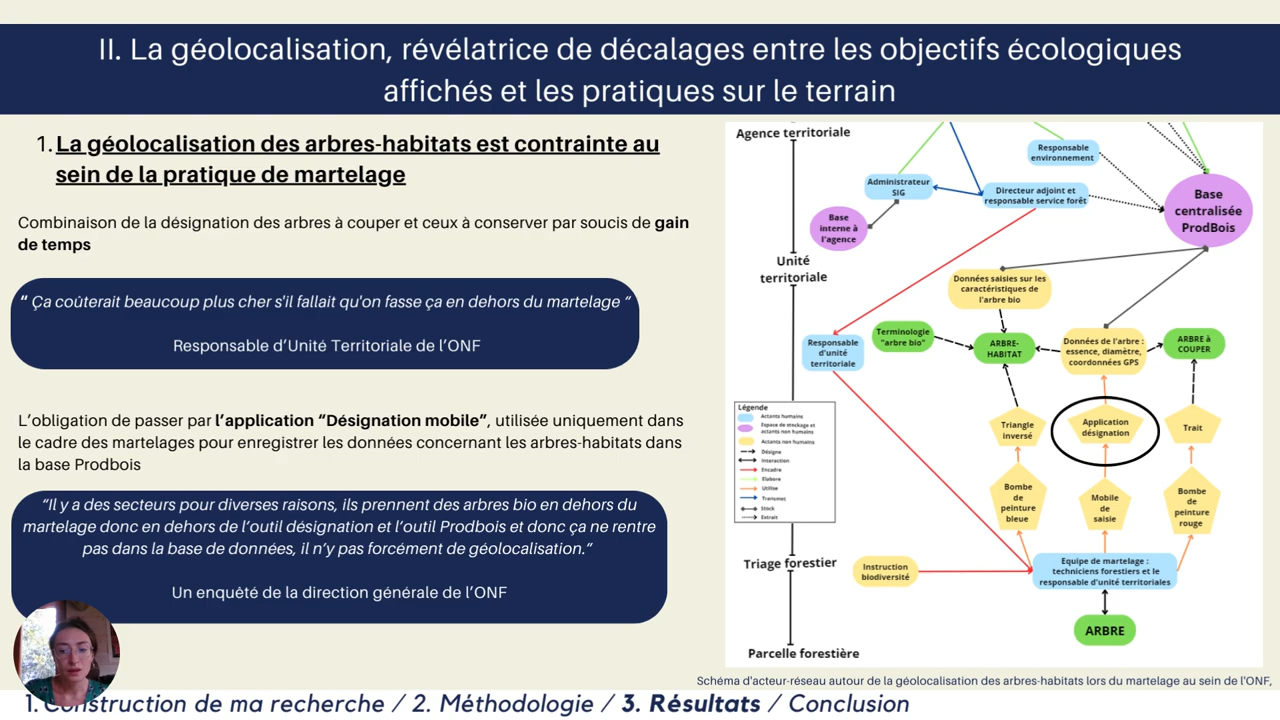 II. La géolocalisation, révélatrice de décalages entre les objectifs écologiques
affichés et les pratiques sur le terrain
1. La géolocalisation des arbres-habitats est contrainte au
sein de la pratique de martelage
Combinaison de la désignation des arbres à couper et ceux à conserver par soucis de gain
de temps
“ Ça coûterait beaucoup plus cher s'il fallait qu'on fasse ça en dehors du martelage ”
Responsable d’Unité Territoriale de l’ONF
L’obligation de passer par l’application “Désignation mobile”, utilisée uniquement dans
le cadre des martelages pour enregistrer les données concernant les arbres-habitats dans
la base Prodbois
“Il y a des secteurs pour diverses raisons, ils prennent des arbres bio en dehors du
martelage donc en dehors de l’outil désignation et l’outil Prodbois et donc ça ne rentre
pas dans la base de données, il n’y pas forcément de géolocalisation.“
Un enquêté de la direction générale de l’ONF
Agence territoriale
Responsable
environnement
Administrateur
SIG
Directeur adjoint et
responsable service forêt
Base
centralisée
ProdBois
Base
interne à
l'agence
Unité
territoriale
Données saisies sur les
caractéristiques de
l'arbre bio
Responsable
d'unité
territoriale
Terminologie
"arbre bio"
ARBRE-
HABITAT
Données de l'arbre :
essence, diamètre,
coordonnées GPS
ARBRE à
COUPER
Légende
Actants humains
Espace de stockage et
actants non humains
Actants non humains
Désigne
Interaction
Encadre
Elabore
Utilise
Transmet
Stock
Extrait
Triangle
inversé
Application
désignation
Trait
Bombe
de
peinture
bleue
Mobile
de
saisie
Bombe
de
peinture
rouge
Triage forestier
Instruction
biodiversité
Equipe de martelage :
techniciens forestiers et le
responsable d'unité territoriales
ARBRE
Parcelle forestière
Schéma d'acteur-réseau autour de la géolocalisation des arbres-habitats lors du martelage au sein de l'ONF,
1. Construction de ma recherche / 2. Méthodologie / 3. Résultats / Conclusion